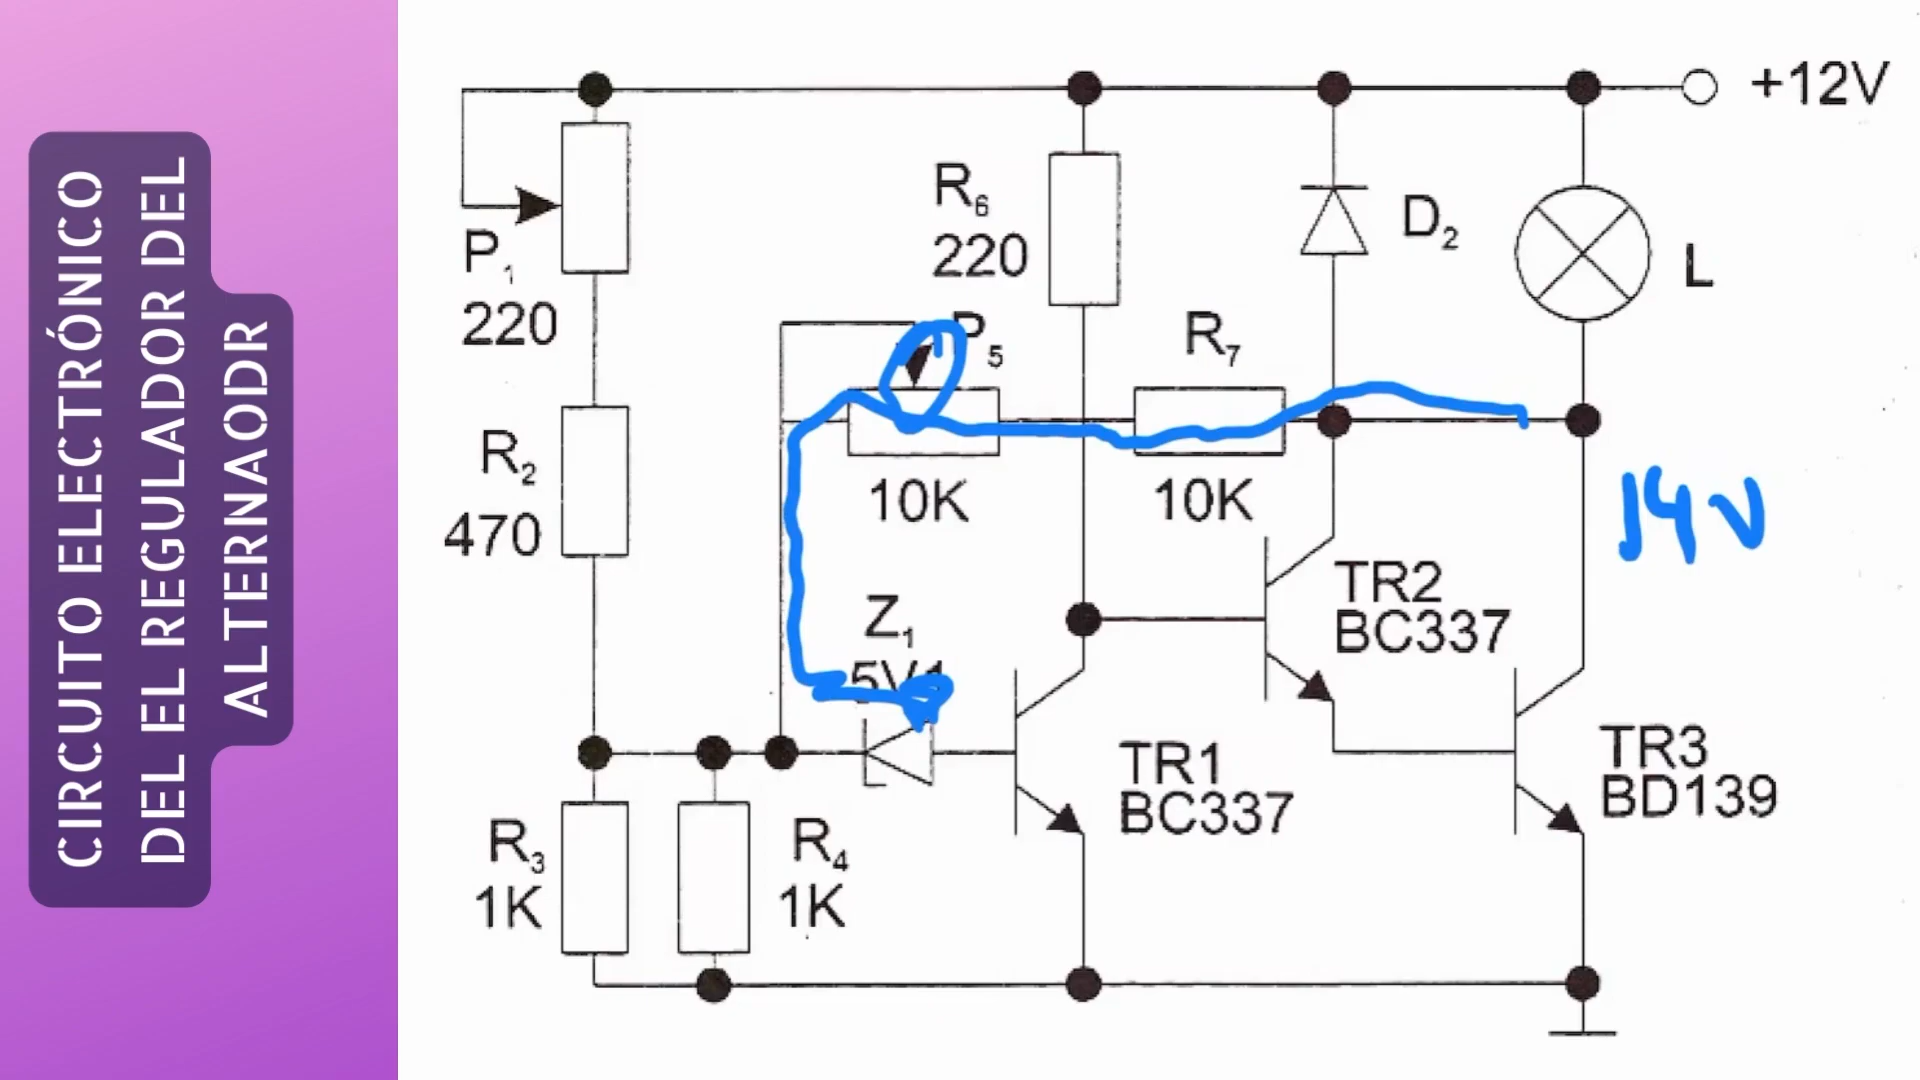 CIRCUITO ELECTRÓNICO
DEL EL REGULADOR DEL
ALTERNAODR
+12V
P1
220
R6
220
D2
L
P5
10K
R7
10K
R2
470
14V
Z1
5V1
TR2
BC337
TR1
BC337
TR3
BD139
R3
1K
R4
1K